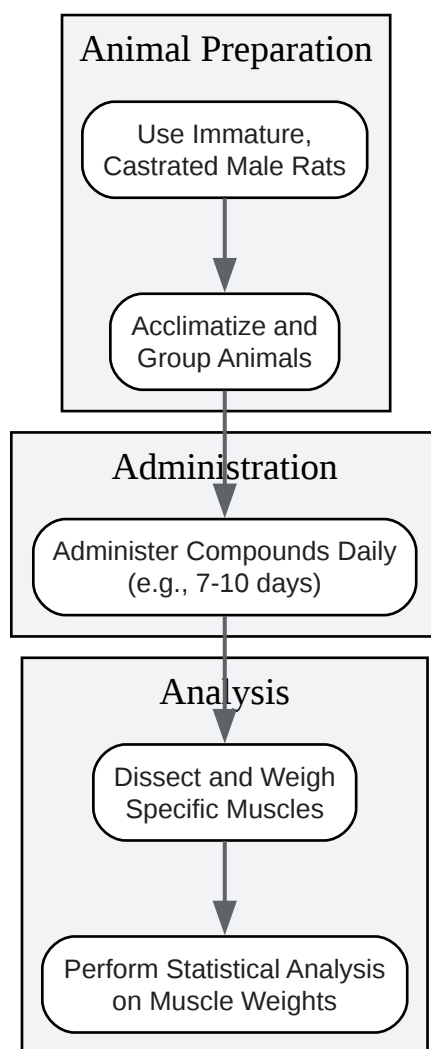 Animal Preparation
Use Immature,
Castrated Male Rats
Acclimatize and
Group Animals
Administration
Administer Compounds Daily
(e.g., 7-10 days)
Analysis
Dissect and Weigh
Specific Muscles
Perform Statistical Analysis
on Muscle Weights